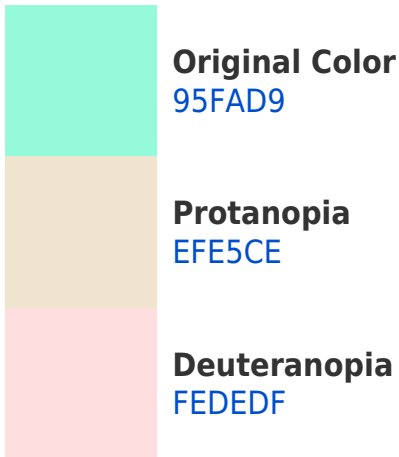 Original Color
95FAD9
Protanopia
EFE5CE
Deuteranopia
FEDEDF